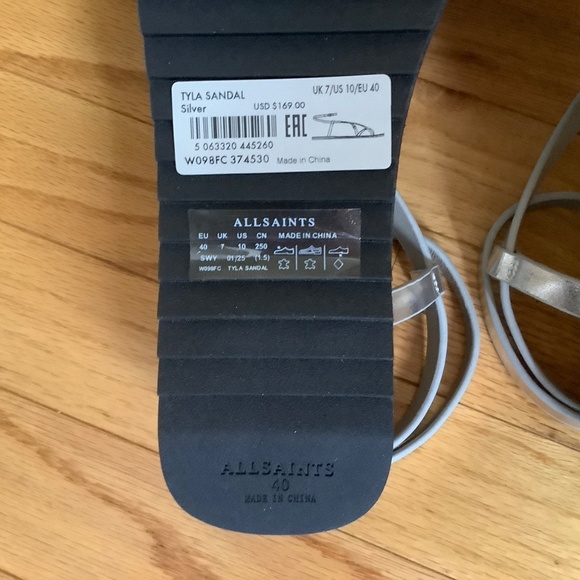 TYLA SANDAL UK 7/US 10/EU 40
Silver USD $169.00
EAC
5 063320 445260
W098FC 374530 Made in China
ALLSAINTS
EU UK US CN MADE IN CHINA
40 7 10 250
SWY 01/25 (1.5)
W098FC TYLA SANDAL
ALLSAINTS
40
MADE IN CHINA